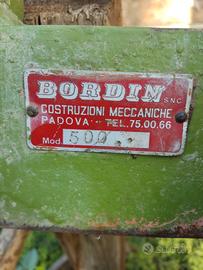 BORDIN SNC
COSTRUZIONI MECCANICHE
PADOVA - TEL. 75.00.66
Mod. 500